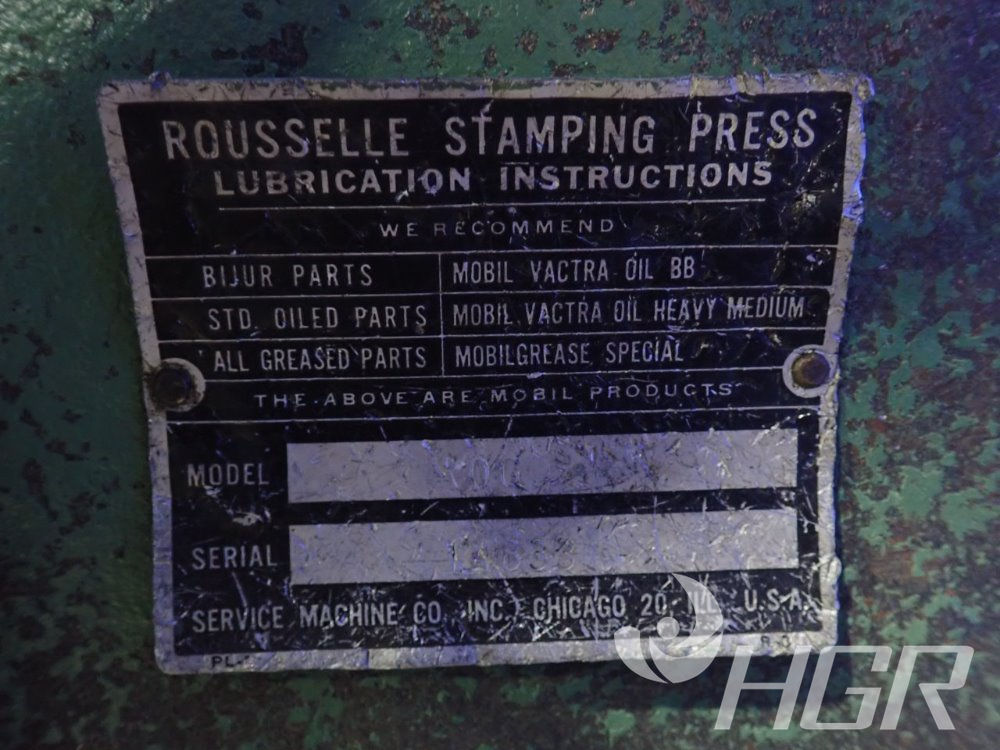 ROUSSELLE STAMPING PRESS
LUBRICATION INSTRUCTIONS
WE RECOMMEND
BIJUR PARTS MOBIL VACTRA OIL BB
STD. OILED PARTS MOBIL VACTRA OIL HEAVY MEDIUM
ALL GREASED PARTS MOBILGREASE SPECIAL
THE ABOVE ARE MOBIL PRODUCTS
MODEL
SERIAL
SERVICE MACHINE CO. INC. CHICAGO 20, ILL. U.S.A.
HGR